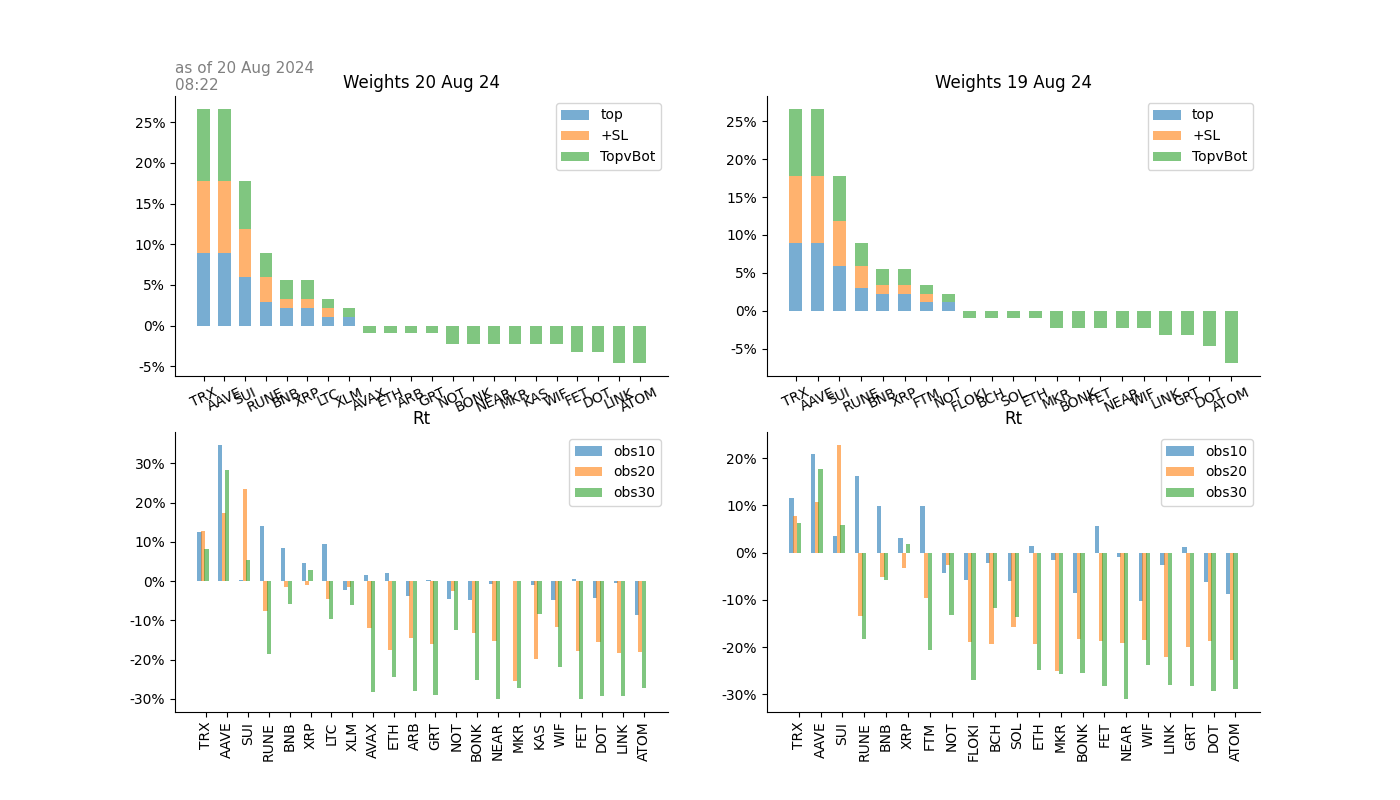 as of 20 Aug 2024
08:22
Weights 20 Aug 24
25%
20%
15%
10%
5%
0%
-5%
top
+SL
TopvBot
TRX AAVE SUI RUNE BNB XRP LTC XLM AVAX ETH ARB GRT NOT BONK NEAR MKR KAS WIF FET DOT LINK ATOM
Weights 19 Aug 24
25%
20%
15%
10%
5%
0%
-5%
top
+SL
TopvBot
TRX AAVE SUI RUNE BNB XRP FTM NOT FLOKI BCH SOL ETH MKR BONK FET NEAR WIF LINK GRT DOT ATOM
Rt
30%
20%
10%
0%
-10%
-20%
-30%
obs10
obs20
obs30
TRX AAVE SUI RUNE BNB XRP LTC XLM AVAX ETH ARB GRT NOT BONK NEAR MKR KAS WIF FET DOT LINK ATOM
Rt
20%
10%
0%
-10%
-20%
-30%
obs10
obs20
obs30
TRX AAVE SUI RUNE BNB XRP FTM NOT FLOKI BCH SOL ETH MKR BONK FET NEAR WIF LINK GRT DOT ATOM